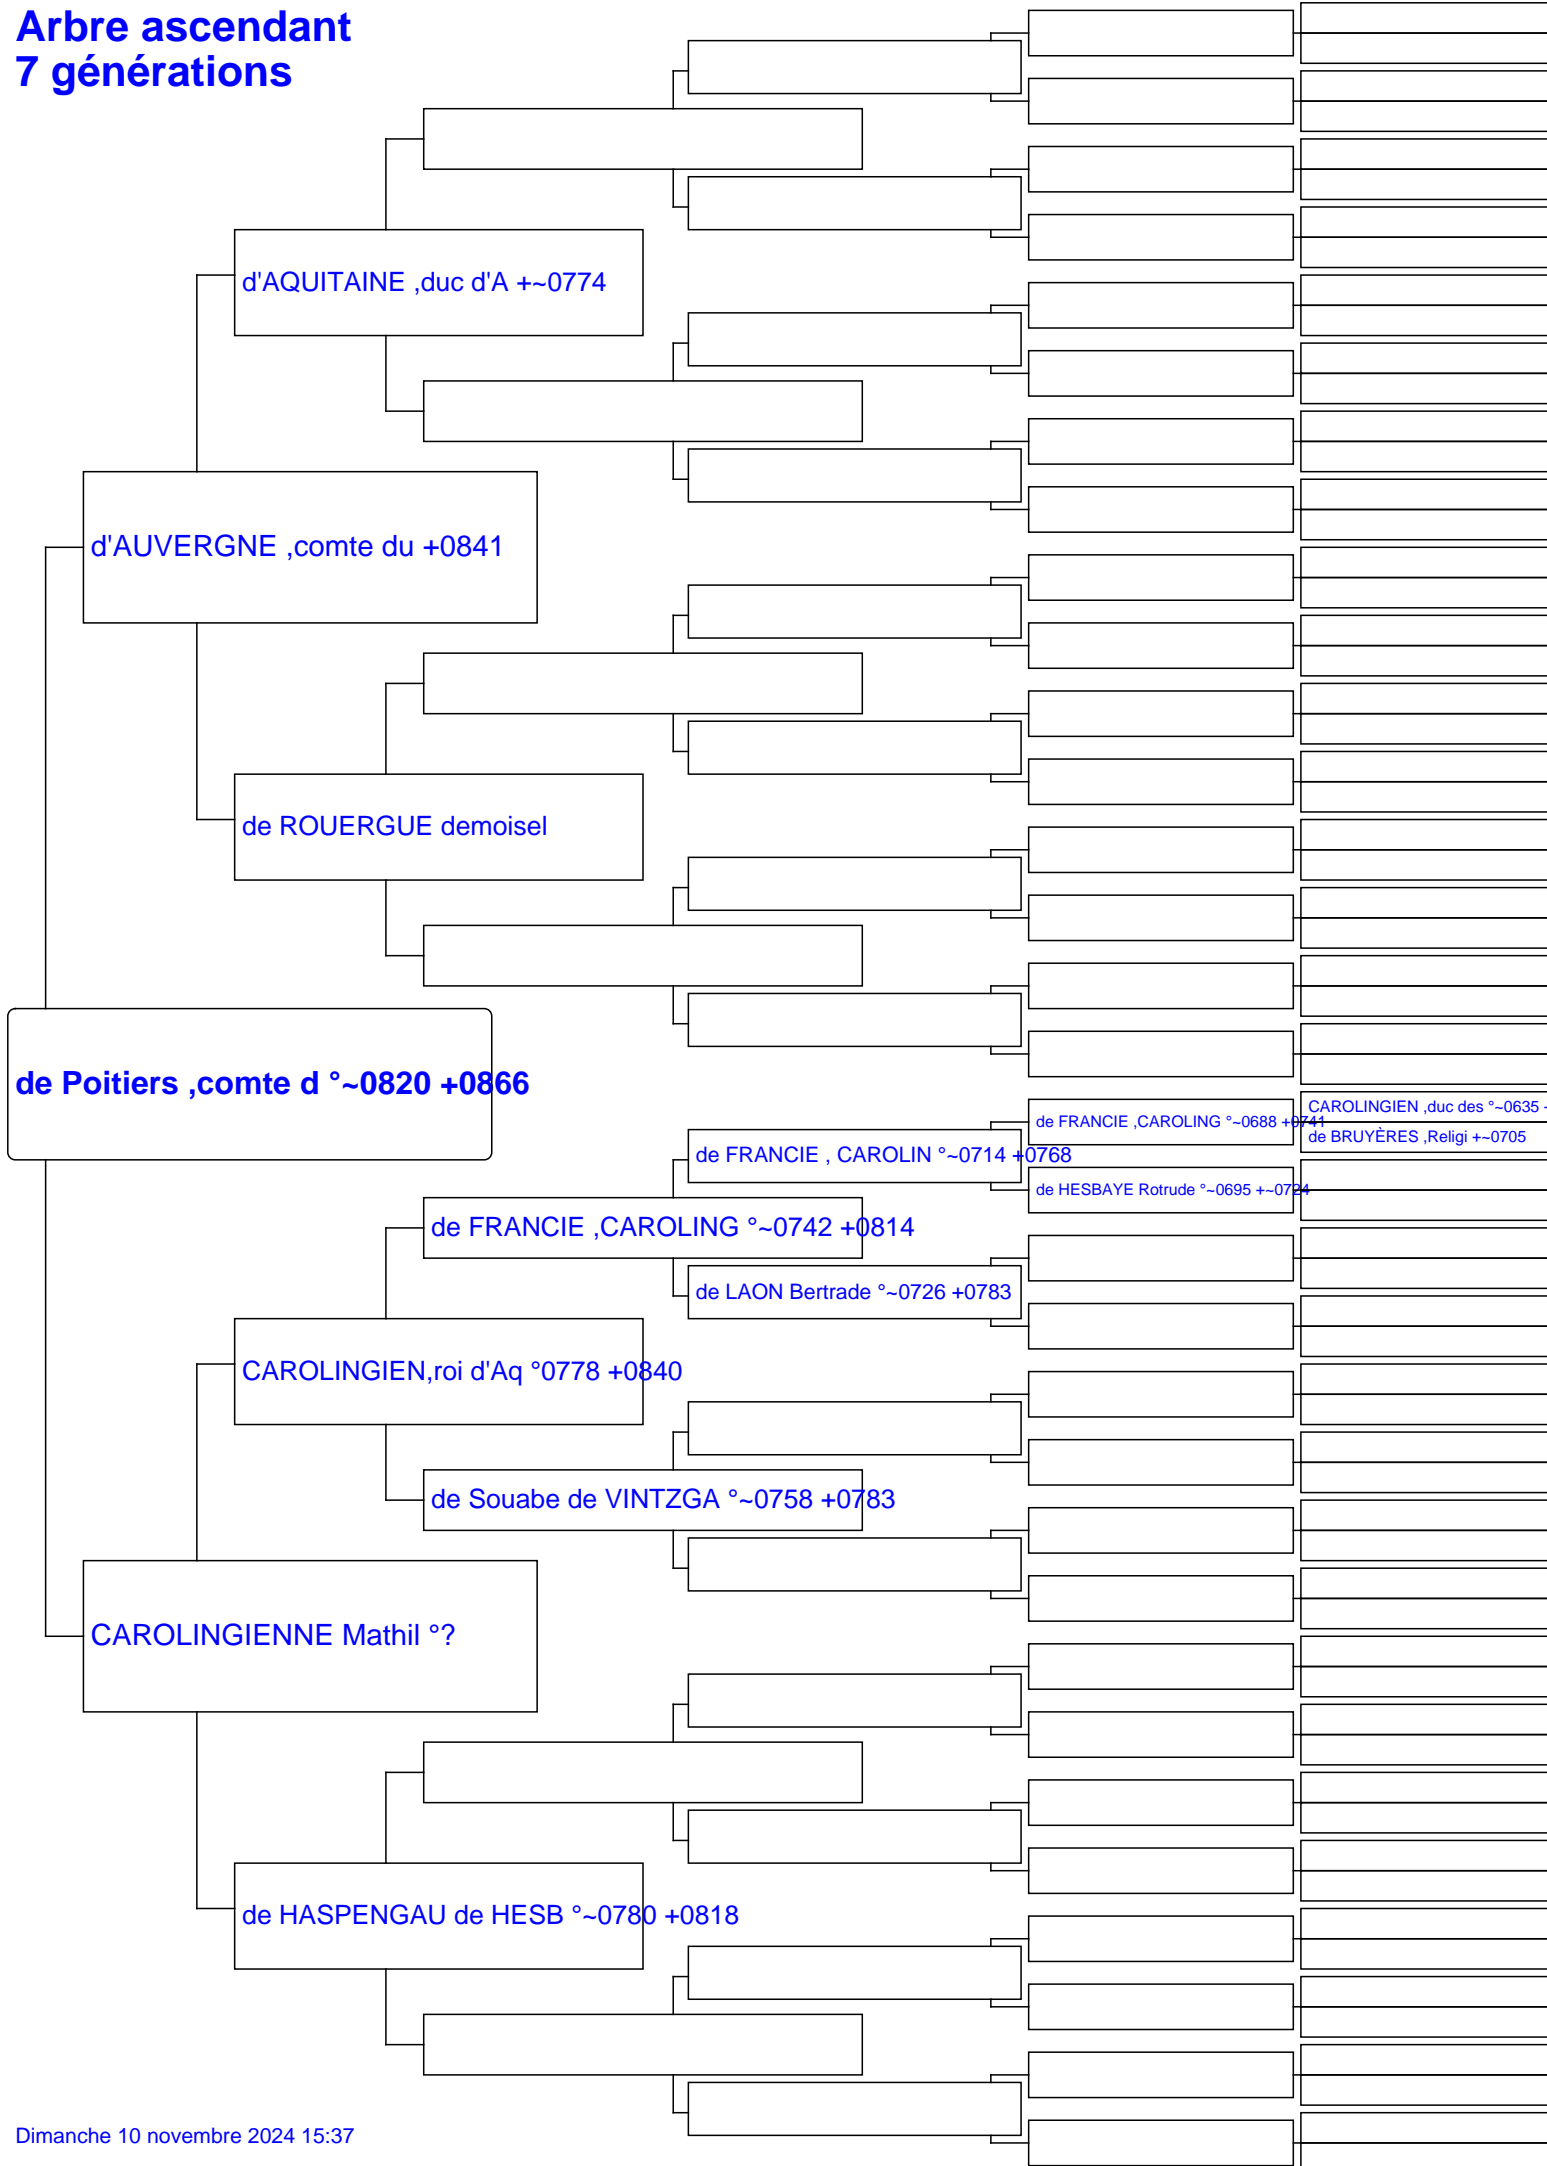 Arbre ascendant
7 générations
d'AQUITAINE ,duc d'A +~0774
d'AUVERGNE ,comte du +0841
de ROUERGUE demoisel
de Poitiers ,comte d °~0820 +0866
CAROLINGIEN ,duc des °~0635 -
de FRANCIE ,CAROLING °~0688 +0741
de BRUYÈRES ,Religi +~0705
de FRANCIE , CAROLIN °~0714 +0768
de HESBAYE Rotrude °~0695 +~0724
de FRANCIE ,CAROLING °~0742 +0814
de LAON Bertrade °~0726 +0783
CAROLINGIEN,roi d'Aq °0778 +0840
de Souabe de VINTZGA °~0758 +0783
CAROLINGIENNE Mathil °?
de HASPENGAU de HESB °~0780 +0818
Dimanche 10 novembre 2024 15:37